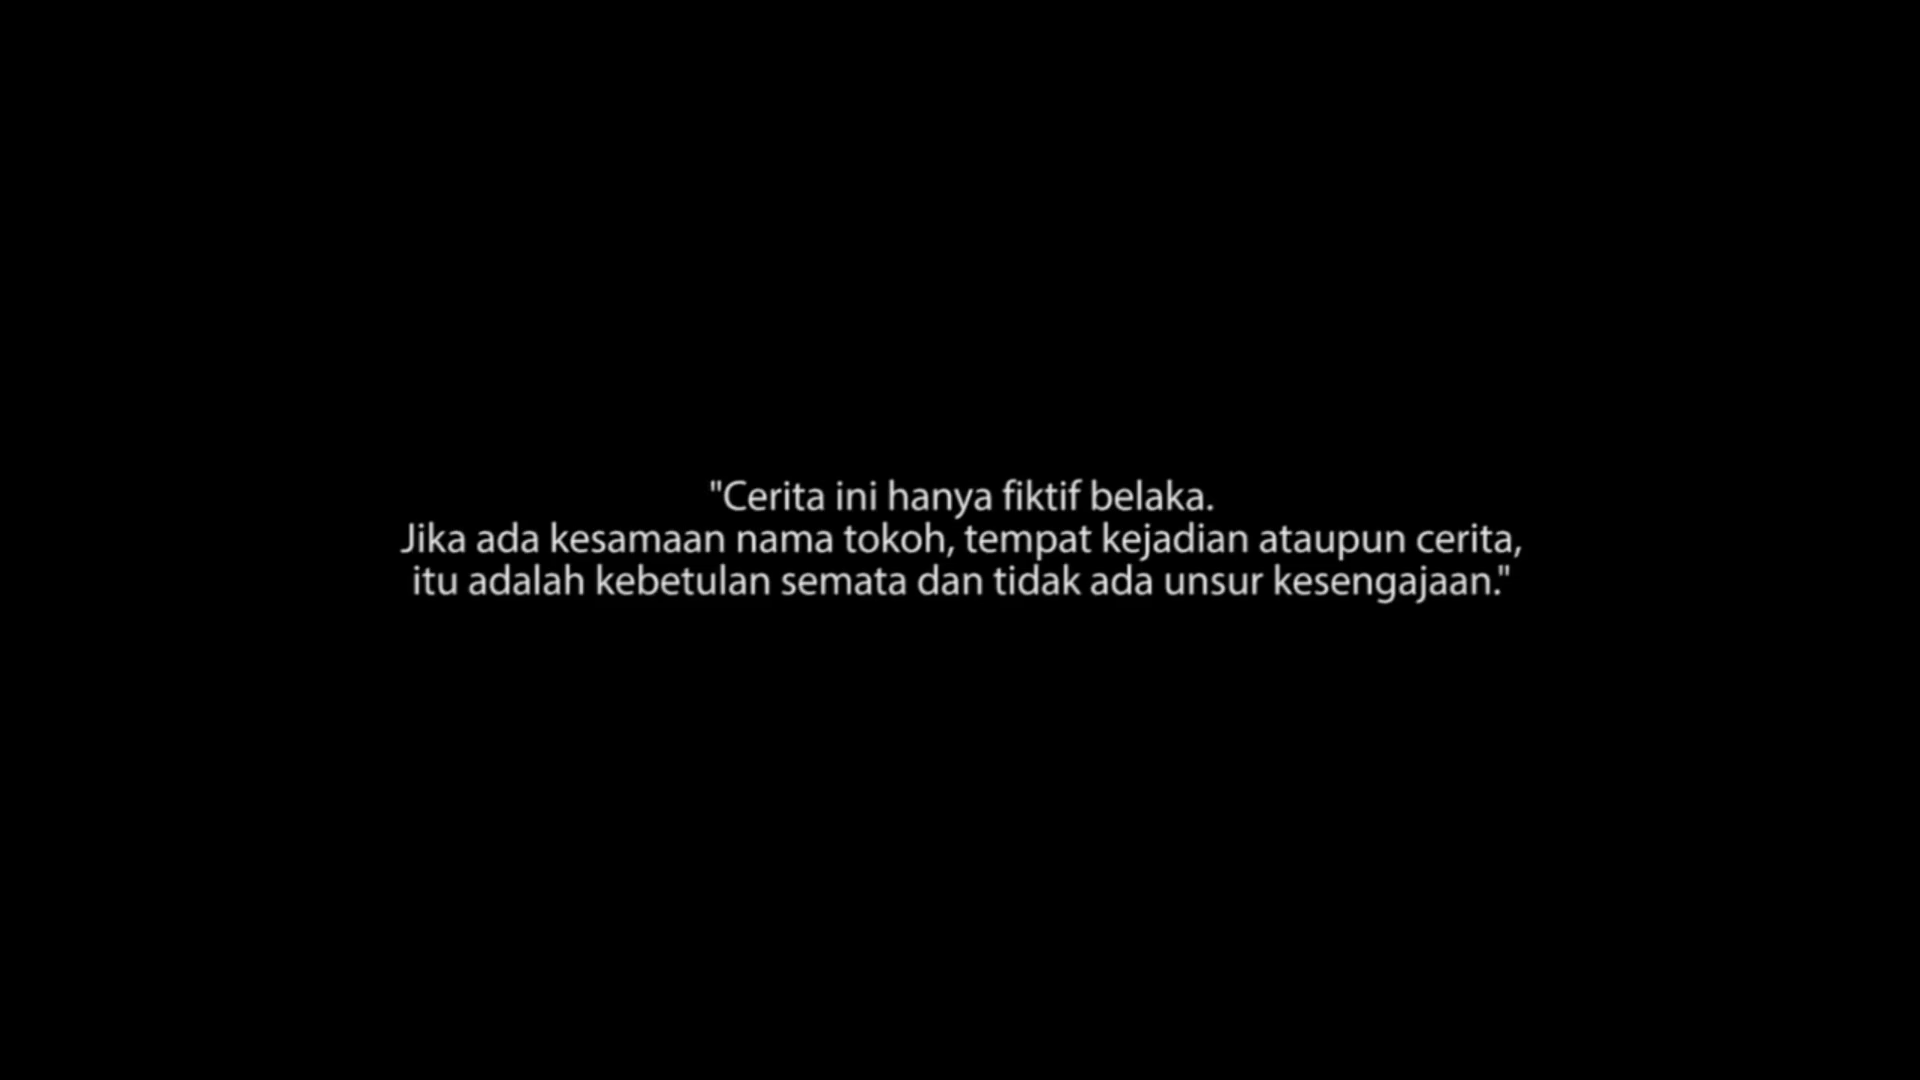 "Cerita ini hanya fiktif belaka.
Jika ada kesamaan nama tokoh, tempat kejadian ataupun cerita,
itu adalah kebetulan semata dan tidak ada unsur kesengajaan."